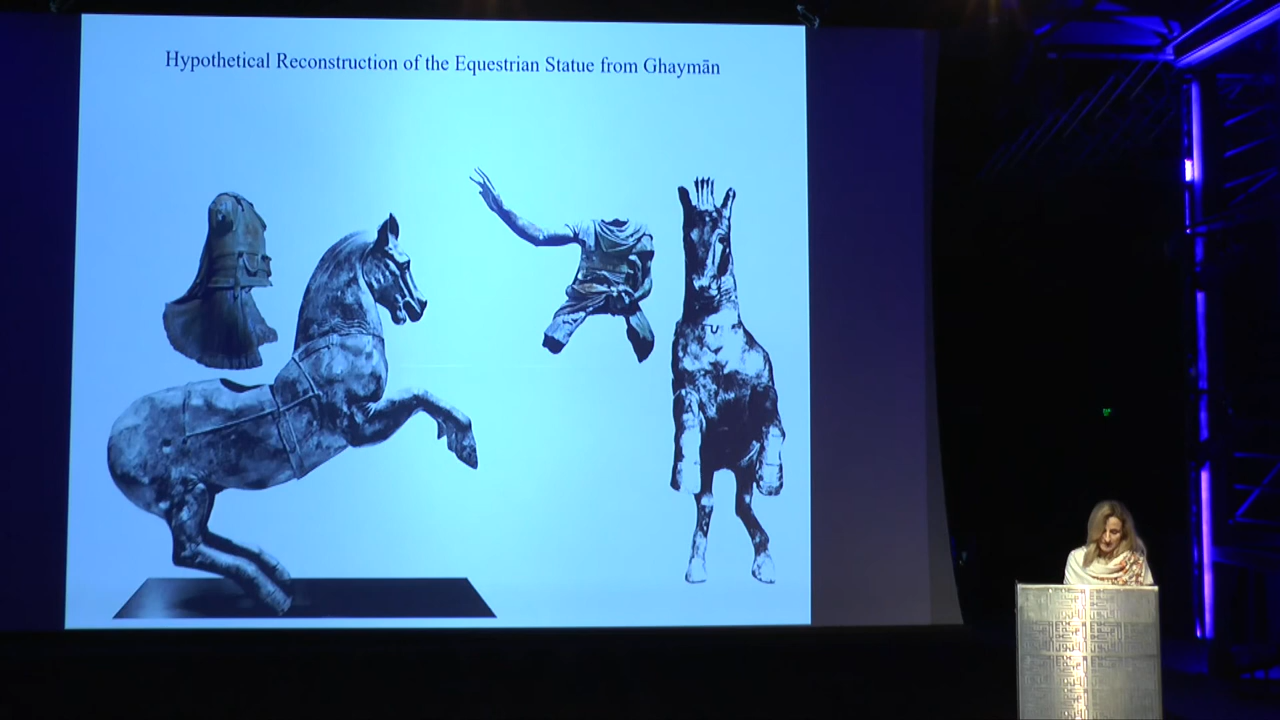 Hypothetical Reconstruction of the Equestrian Statue from Ghaymān